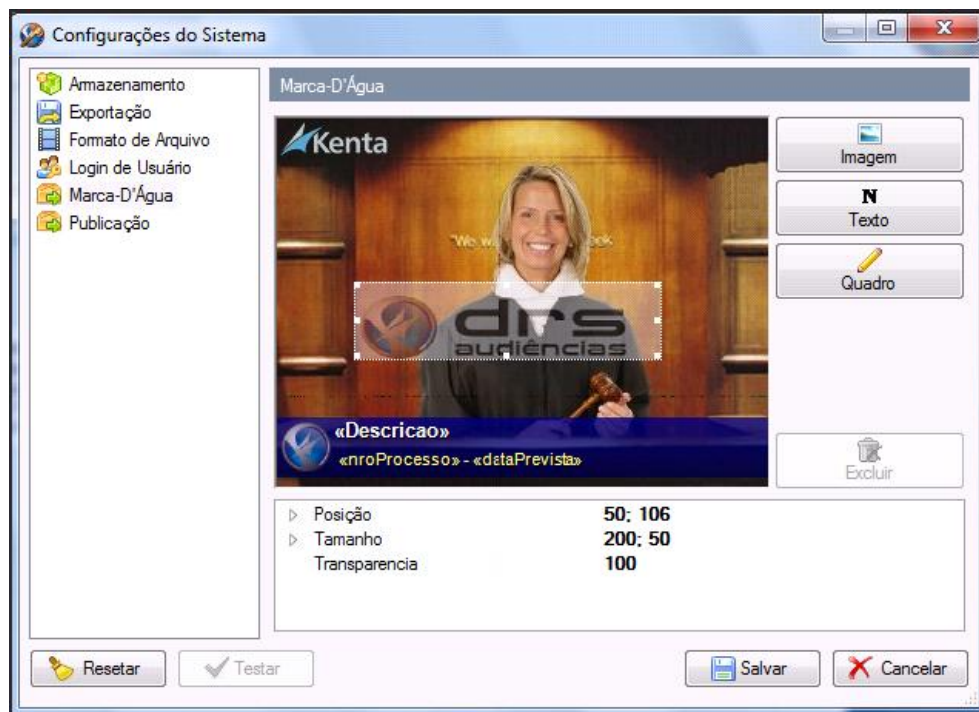 Configurações do Sistema
Armazenamento
Exportação
Formato de Arquivo
Login de Usuário
Marca-D'Água
Publicação
Marca-D'Água
Kenta
"We
drs
audiências
«Descricao»
«nroProcesso» - «dataPrevista»
Imagem
N
Texto
Quadro
Excluir
Posição 50; 106
Tamanho 200; 50
Transparencia 100
Resetar
Testar
Salvar
Cancelar